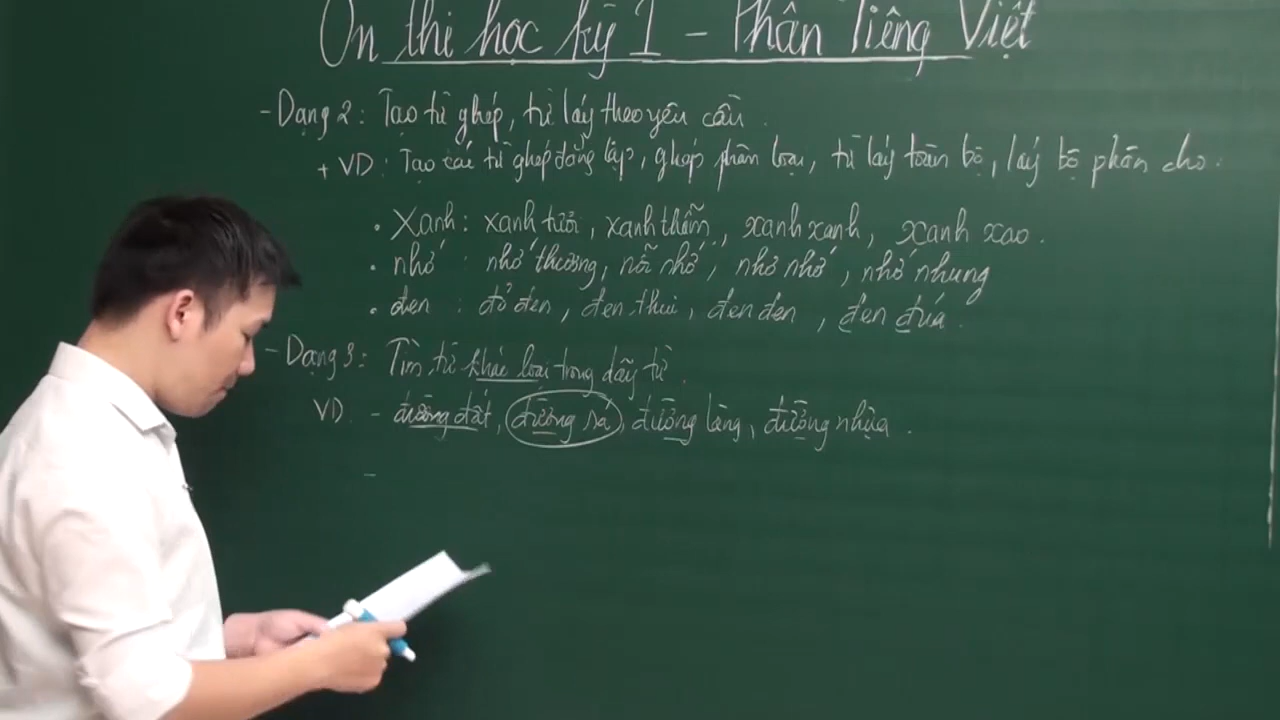 Ôn thi học kỳ 1 - Phần Tiếng Việt
- Dạng 2: Tạo từ ghép, từ láy theo yêu cầu.
+ VD: Tạo các từ ghép đẳng lập, ghép phân loại, từ láy toàn bộ, láy bộ phận cho:
• Xanh: xanh tươi, xanh thẫm, xanh xanh, xanh xao.
• nhớ: nhớ thương, nỗi nhớ, nho nhớ, nhớ nhung
• đen: đỏ đen, đen thui, đen đen, đen đúa.
- Dạng 3: Tìm từ khác loại trong dãy từ.
VD - đường đất, đường sá, đường làng, đường nhựa.
-